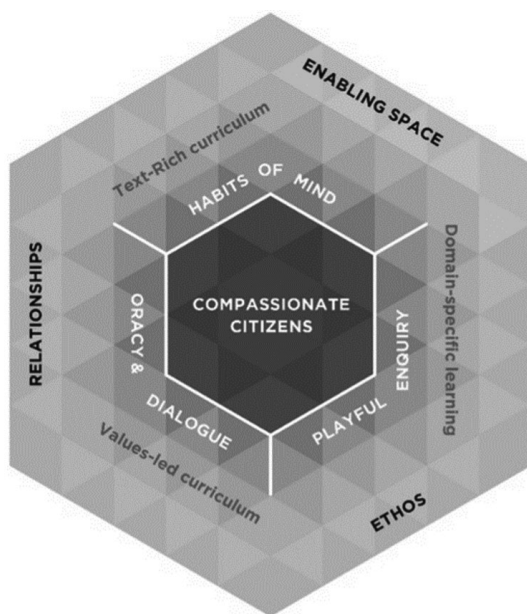 ENABLING SPACE
Text-Rich curriculum
HABITS OF MIND
RELATIONSHIPS
COMPASSIONATE
CITIZENS
Domain-specific learning
ORACY &
DIALOGUE
PLAYFUL
ENQUIRY
Values-led curriculum
ETHOS